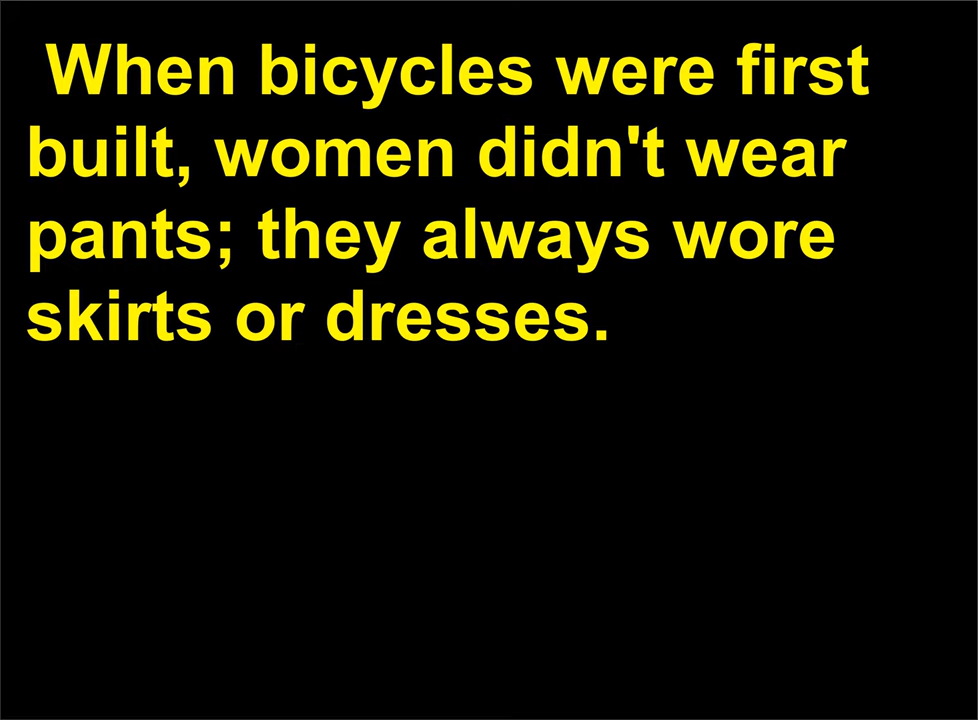 When bicycles were first
built, women didn't wear
pants; they always wore
skirts or dresses.